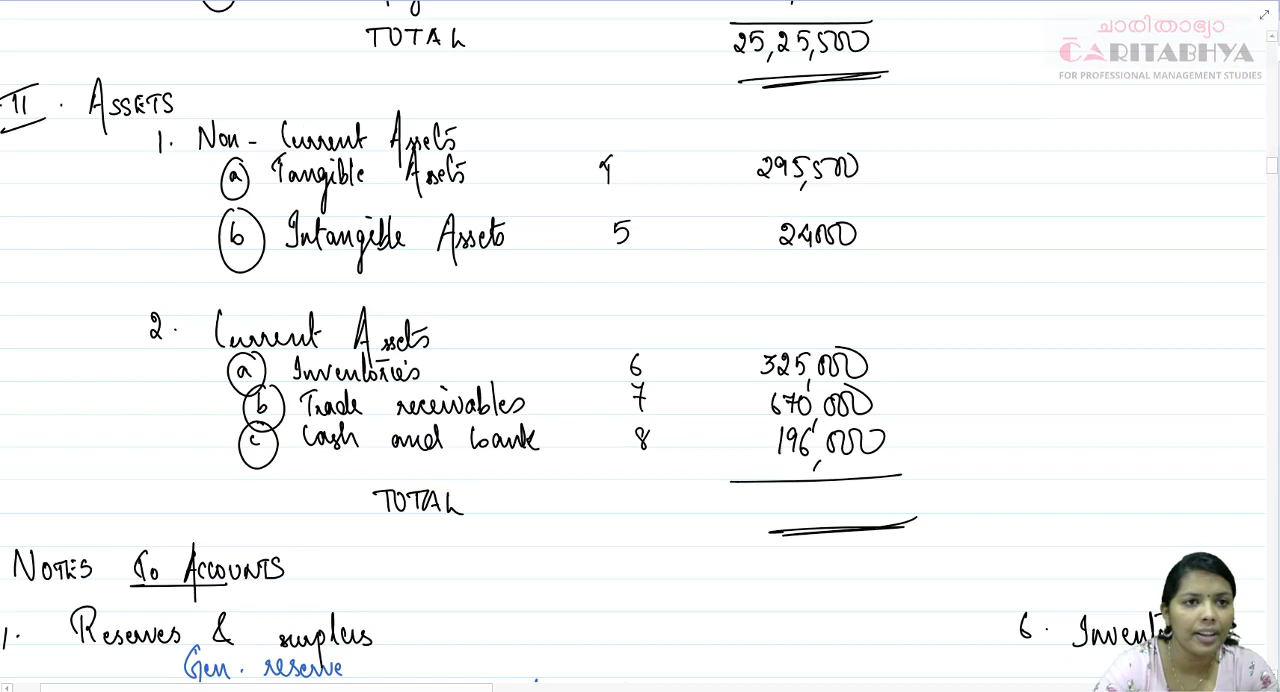 ചാരിതാഭ്യാ
CARITABHYA
FOR PROFESSIONAL MANAGEMENT STUDIES
TOTAL 25,25,500
II. ASSETS
1. Non-Current Assets
a Tangible Assets 4 295,500
b Intangible Assets 5 24000
2. Current Assets
a Inventories 6 325,000
b Trade receivables 7 670,000
c Cash and bank 8 196,000
TOTAL
NOTES To ACCOUNTS
1. Reserves & surplus 6. Invent
Gen. reserve